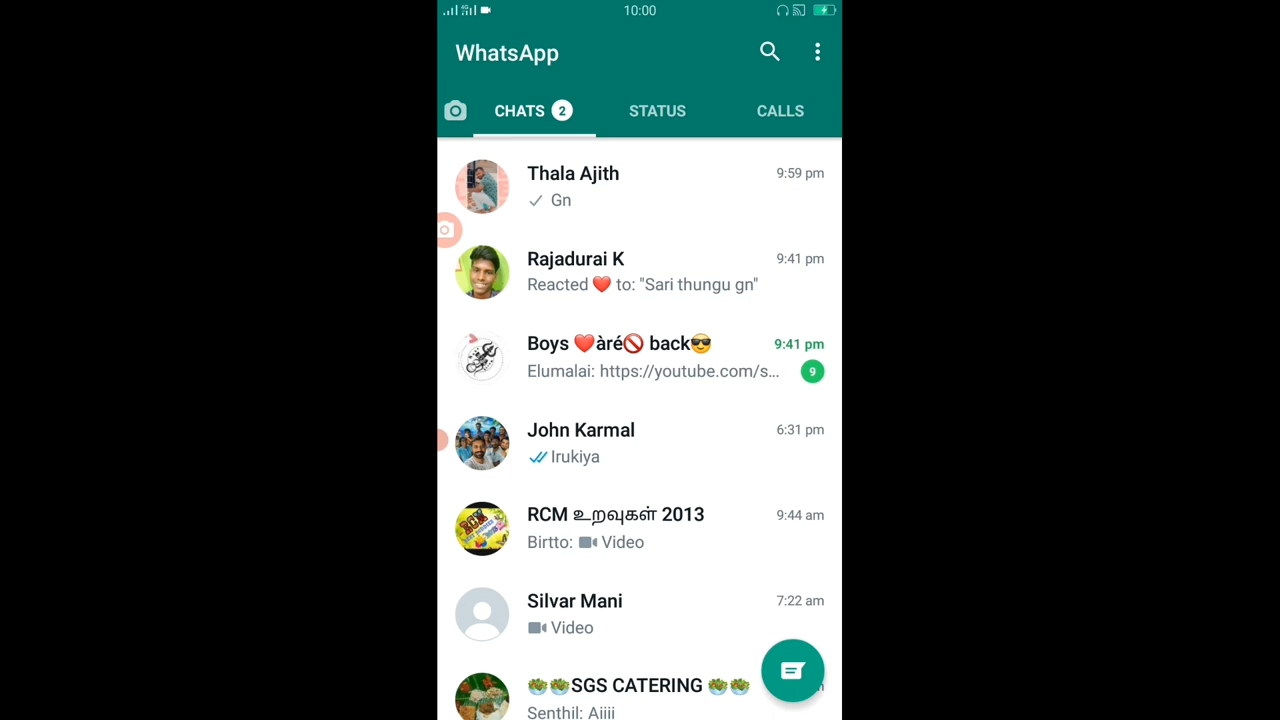 10:00
WhatsApp
CHATS 2
STATUS
CALLS
Thala Ajith
9:59 pm
Gn
Rajadurai K
9:41 pm
Reacted ❤️ to: "Sari thungu gn"
Boys ❤️àré🚫 back😎
9:41 pm
Elumalai: https://youtube.com/s...
9
John Karmal
6:31 pm
Irukiya
RCM உறவுகள் 2013
9:44 am
Birtto: Video
Silvar Mani
7:22 am
Video
🥗🥗SGS CATERING 🥗🥗
Senthil: Aiiii